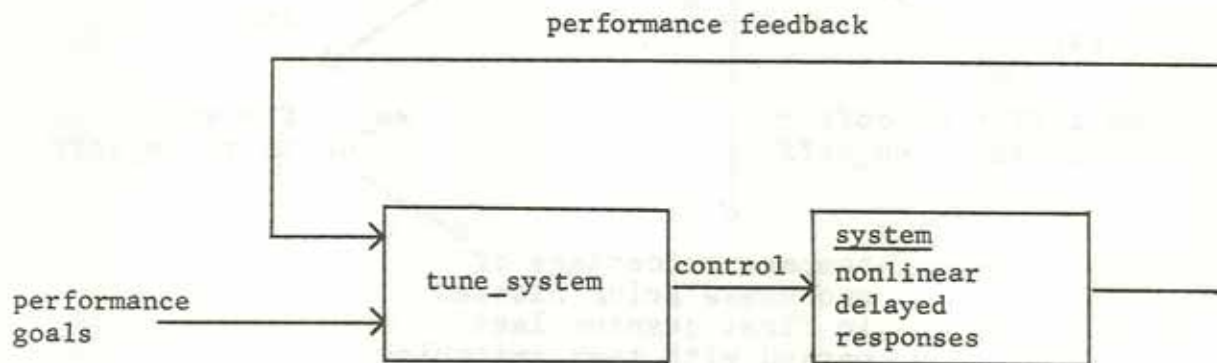 performance feedback
tune_system
control
system
nonlinear
delayed
responses
performance
goals